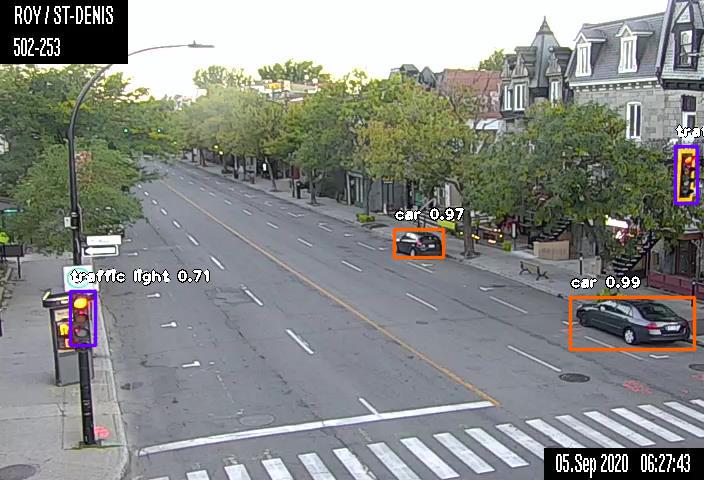 ROY / ST-DENIS
502-253
traf
car 0.97
traffic light 0.71
car 0.99
05.Sep 2020 06:27:43